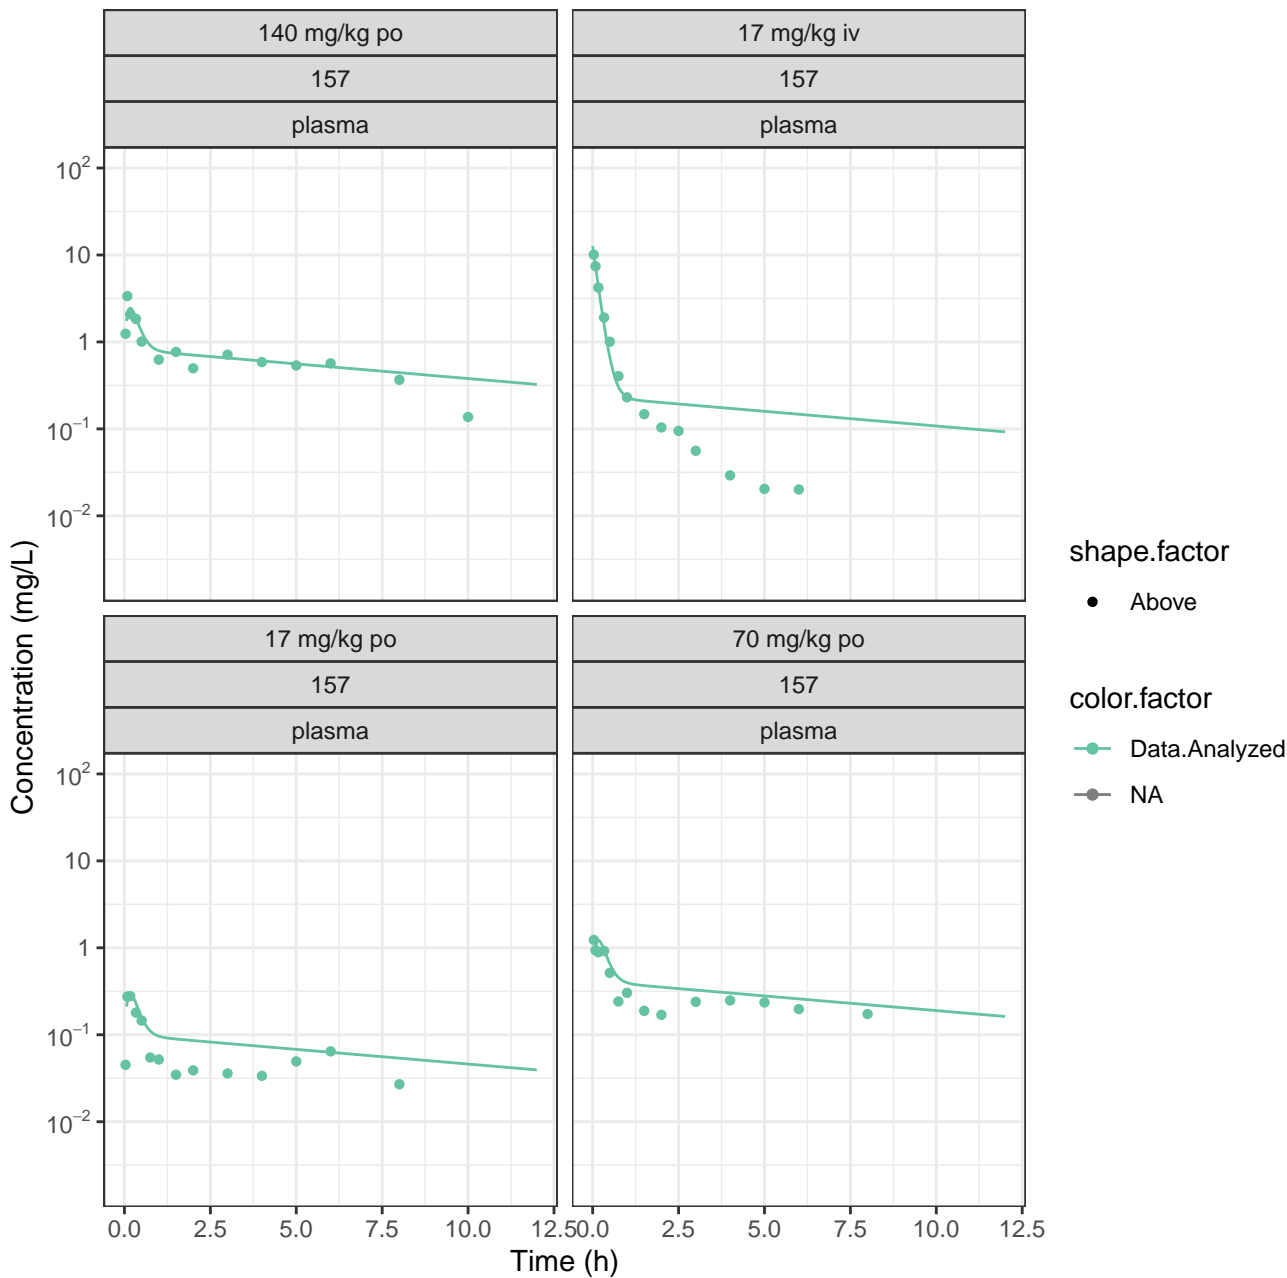 140 mg/kg po
157
plasma
17 mg/kg iv
157
plasma
10²
10
1
10⁻¹
10⁻²
17 mg/kg po
157
plasma
70 mg/kg po
157
plasma
10²
10
1
10⁻¹
10⁻²
0.0 2.5 5.0 7.5 10.0 12.5
0.0 2.5 5.0 7.5 10.0 12.5
Time (h)
Concentration (mg/L)
shape.factor
Above
color.factor
Data.Analyzed
NA